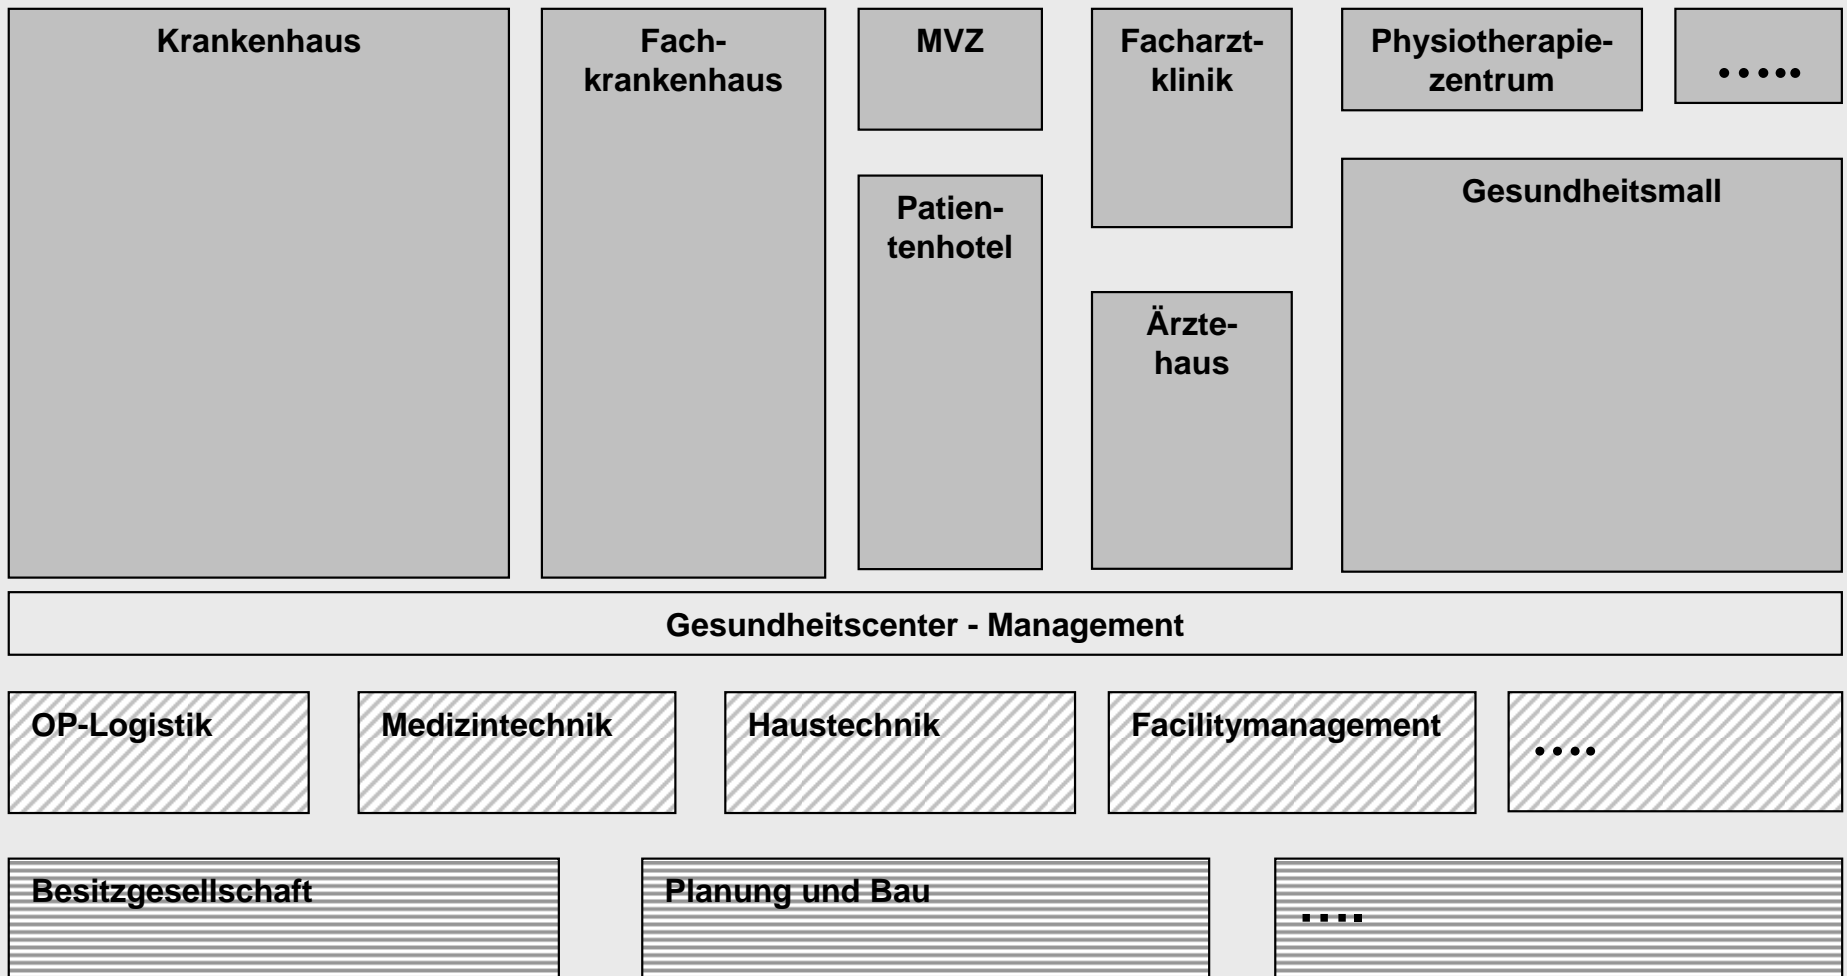 Krankenhaus
Fach-
krankenhaus
MVZ
Facharzt-
klinik
Physiotherapie-
zentrum
.....
Patien-
tenhotel
Gesundheitsmall
Ärzte-
haus
Gesundheitscenter - Management
OP-Logistik
Medizintechnik
Haustechnik
Facilitymanagement
....
Besitzgesellschaft
Planung und Bau
....